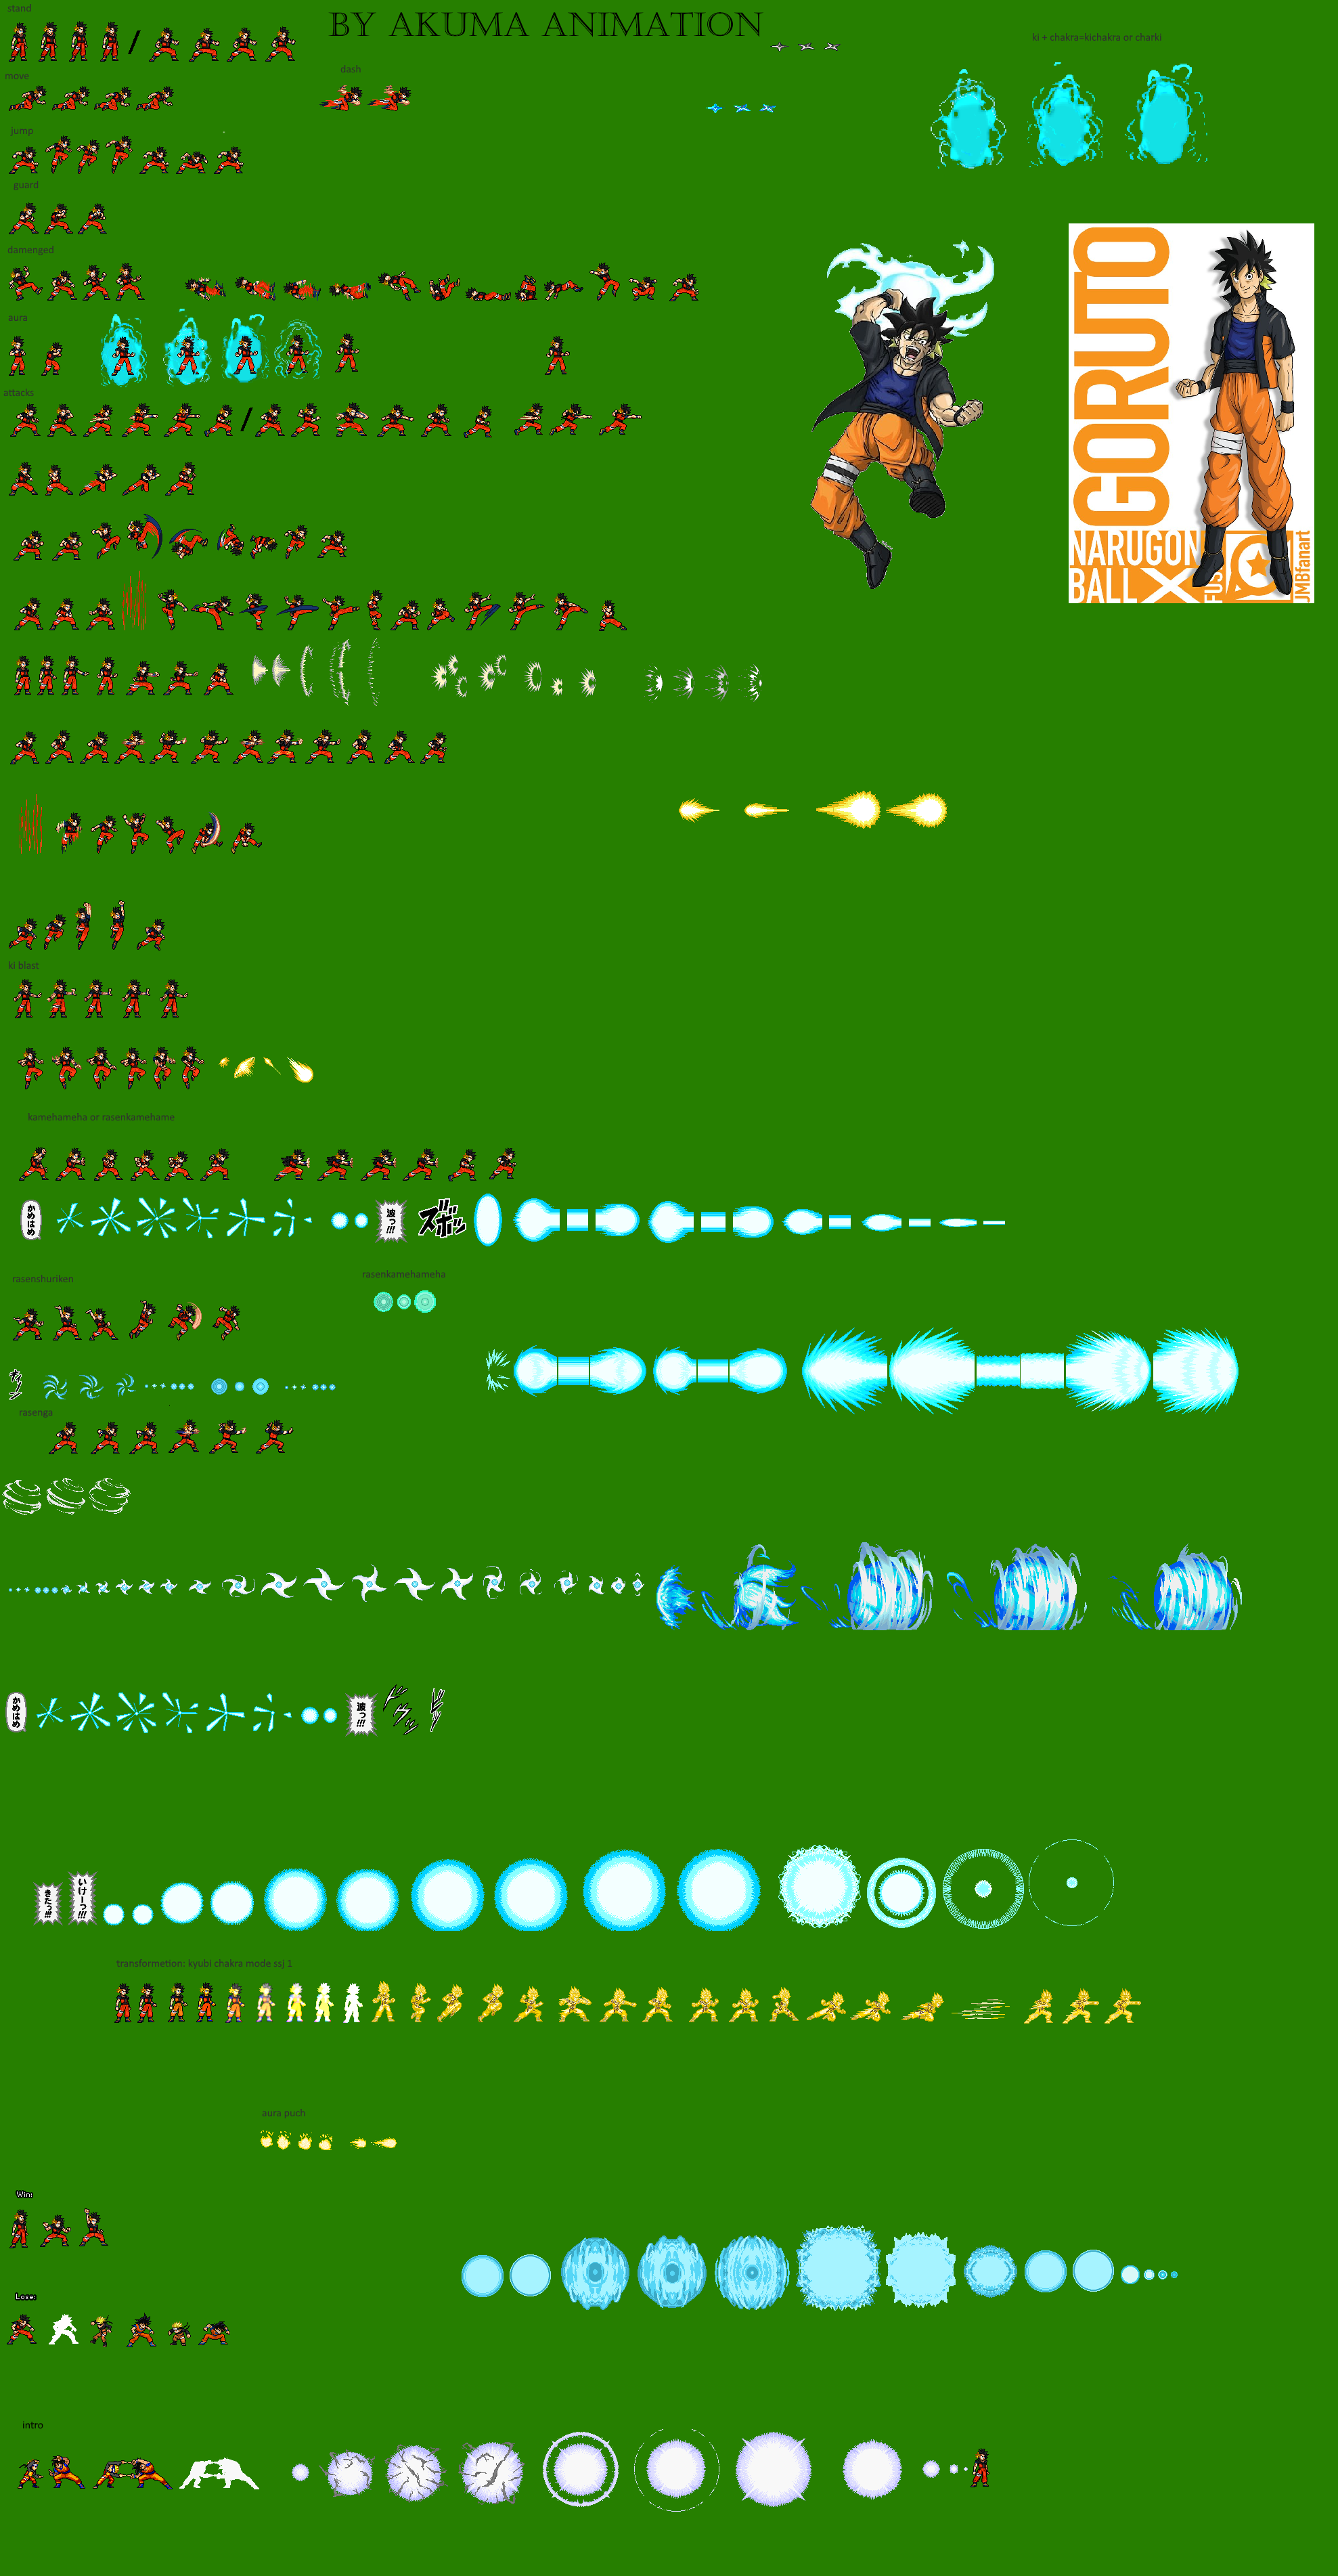 stand
BY AKUMA ANIMATION
ki + chakra=kichakra or charki
move
dash
jump
guard
damenged
GORUTO
NARUGON
BALL X
FUS
JMBfanart
aura
attacks
ki blast
kamehameha or rasenkamehame
かめはめ
波っ!!!
ズボッ
rasenshuriken
rasenkamehameha
rasenga
かめはめ
波っ!!!
きたっ!!!
いけーっ!!!
transformetion: kyubi chakra mode ssj 1
aura puch
Win:
Lose:
intro